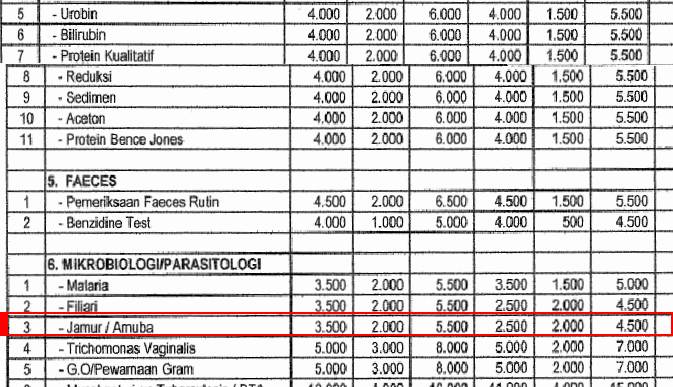 5 - Urobin 4.000 2.000 6.000 4.000 1.500 5.500
6 - Bilirubin 4.000 2.000 6.000 4.000 1.500 5.500
7 - Protein Kualitatif 4.000 2.000 6.000 4.000 1.500 5.500
8 - Reduksi 4.000 2.000 6.000 4.000 1.500 5.500
9 - Sedimen 4.000 2.000 6.000 4.000 1.500 5.500
10 - Aceton 4.000 2.000 6.000 4.000 1.500 5.500
11 - Protein Bence Jones 4.000 2.000 6.000 4.000 1.500 5.500
5. FAECES
1 - Pemeriksaan Faeces Rutin 4.500 2.000 6.500 4.500 1.500 5.500
2 - Benzidine Test 4.000 1.000 5.000 4.000 500 4.500
6. MIKROBIOLOGI/PARASITOLOGI
1 - Malaria 3.500 2.000 5.500 3.500 1.500 5.000
2 - Filiari 3.500 2.000 5.500 2.500 2.000 4.500
3 - Jamur / Amuba 3.500 2.000 5.500 2.500 2.000 4.500
4 - Trichomonas Vaginalis 5.000 3.000 8.000 5.000 2.000 7.000
5 - G.O/Pewarnaan Gram 5.000 3.000 8.000 5.000 2.000 7.000